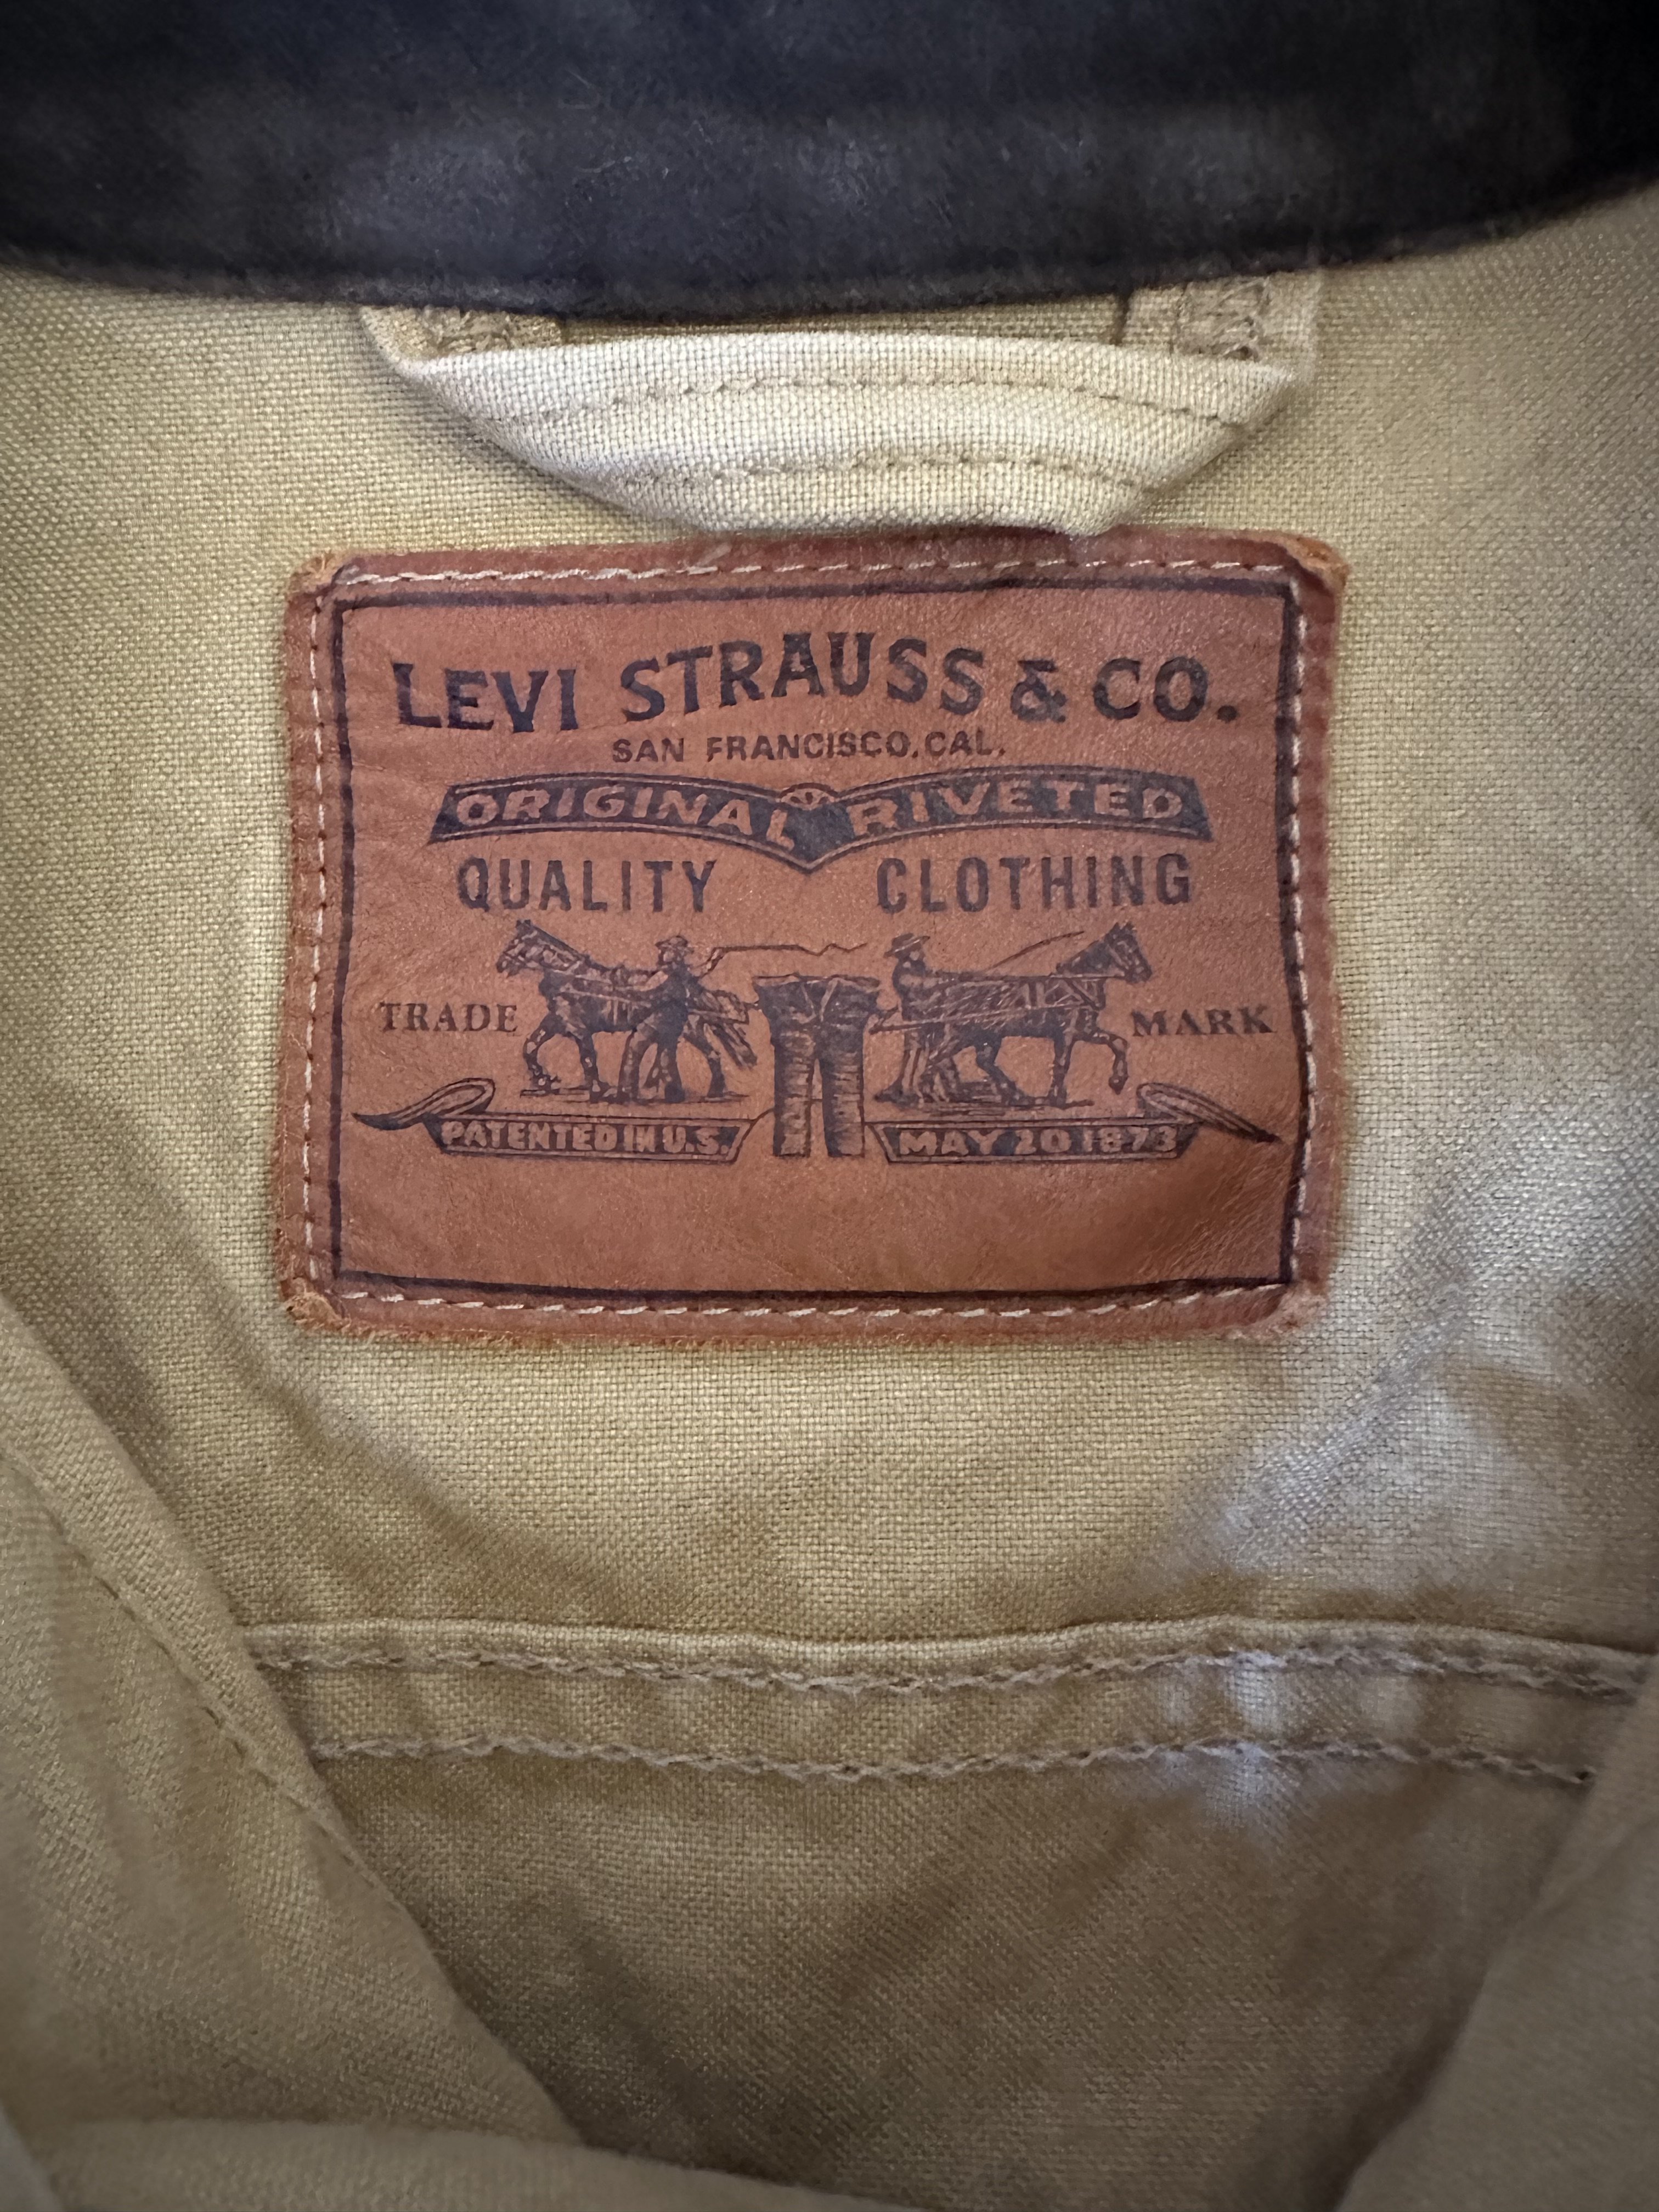 LEVI STRAUSS & CO.
SAN FRANCISCO, CAL.
ORIGINAL RIVETED
QUALITY CLOTHING
TRADE MARK
PATENTED IN U.S. MAY 20 1873